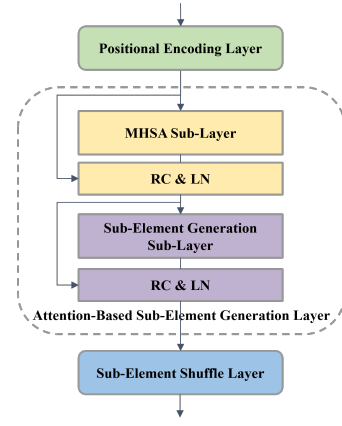 Positional Encoding Layer
MHSA Sub-Layer
RC & LN
Sub-Element Generation
Sub-Layer
RC & LN
Attention-Based Sub-Element Generation Layer
Sub-Element Shuffle Layer